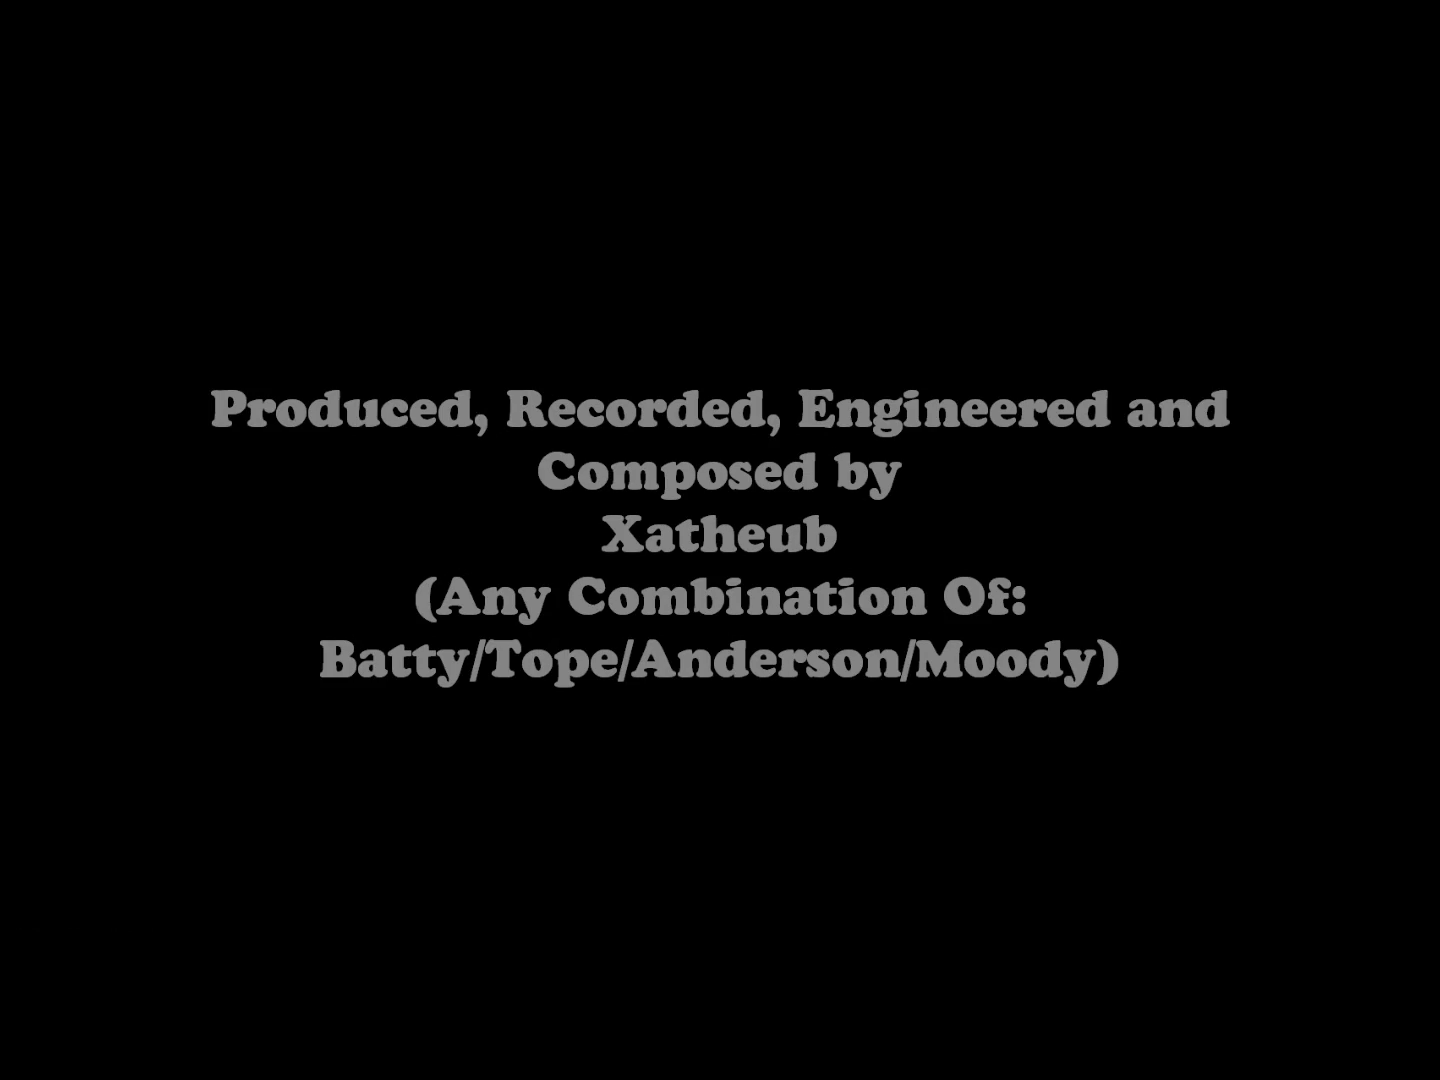 Produced, Recorded, Engineered and
Composed by
Xatheub
(Any Combination Of:
Batty/Tope/Anderson/Moody)